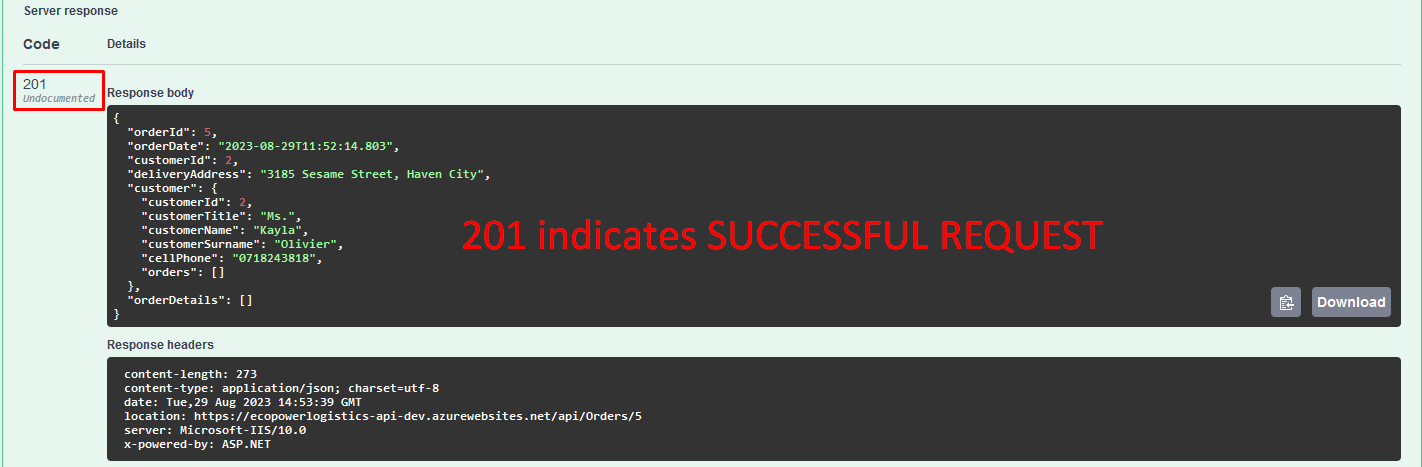 Server response
Code Details
201
Undocumented
Response body
{
  "orderId": 5,
  "orderDate": "2023-08-29T11:52:14.803",
  "customerId": 2,
  "deliveryAddress": "3185 Sesame Street, Haven City",
  "customer": {
    "customerId": 2,
    "customerTitle": "Ms.",
    "customerName": "Kayla",
    "customerSurname": "Olivier",
    "cellPhone": "0718243818",
    "orders": []
  },
  "orderDetails": []
}
201 indicates SUCCESSFUL REQUEST
Download
Response headers
content-length: 273
content-type: application/json; charset=utf-8
date: Tue,29 Aug 2023 14:53:39 GMT
location: https://ecopowerlogistics-api-dev.azurewebsites.net/api/Orders/5
server: Microsoft-IIS/10.0
x-powered-by: ASP.NET